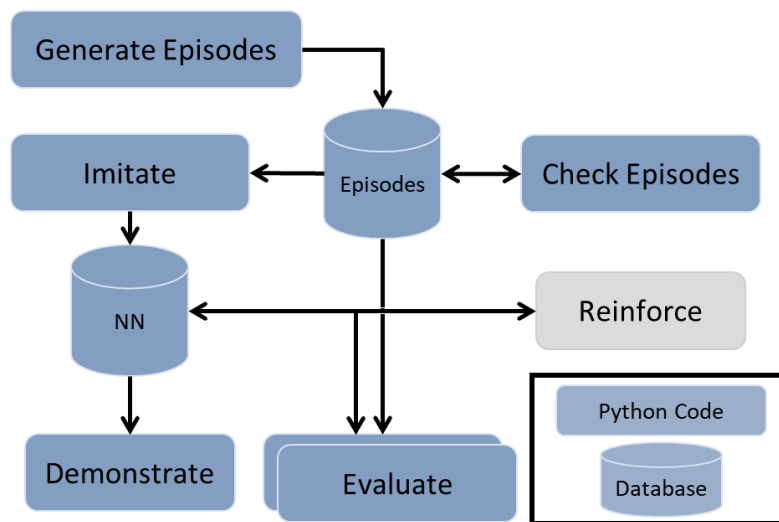 Generate Episodes
Imitate
Episodes
Check Episodes
NN
Reinforce
Python Code
Demonstrate
Evaluate
Database